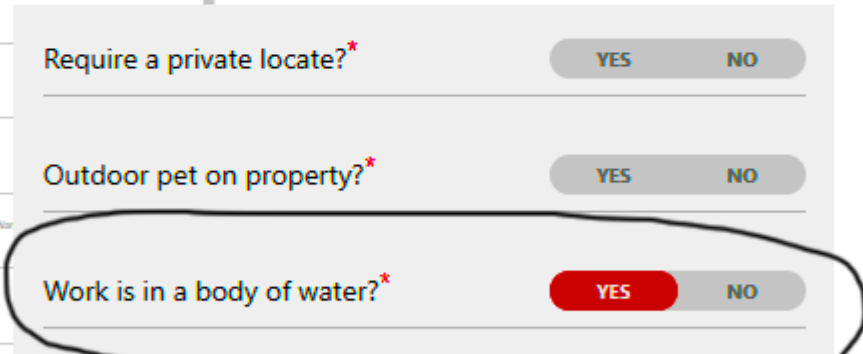 Require a private locate?* YES NO
Outdoor pet on property?* YES NO
Work is in a body of water?* YES NO